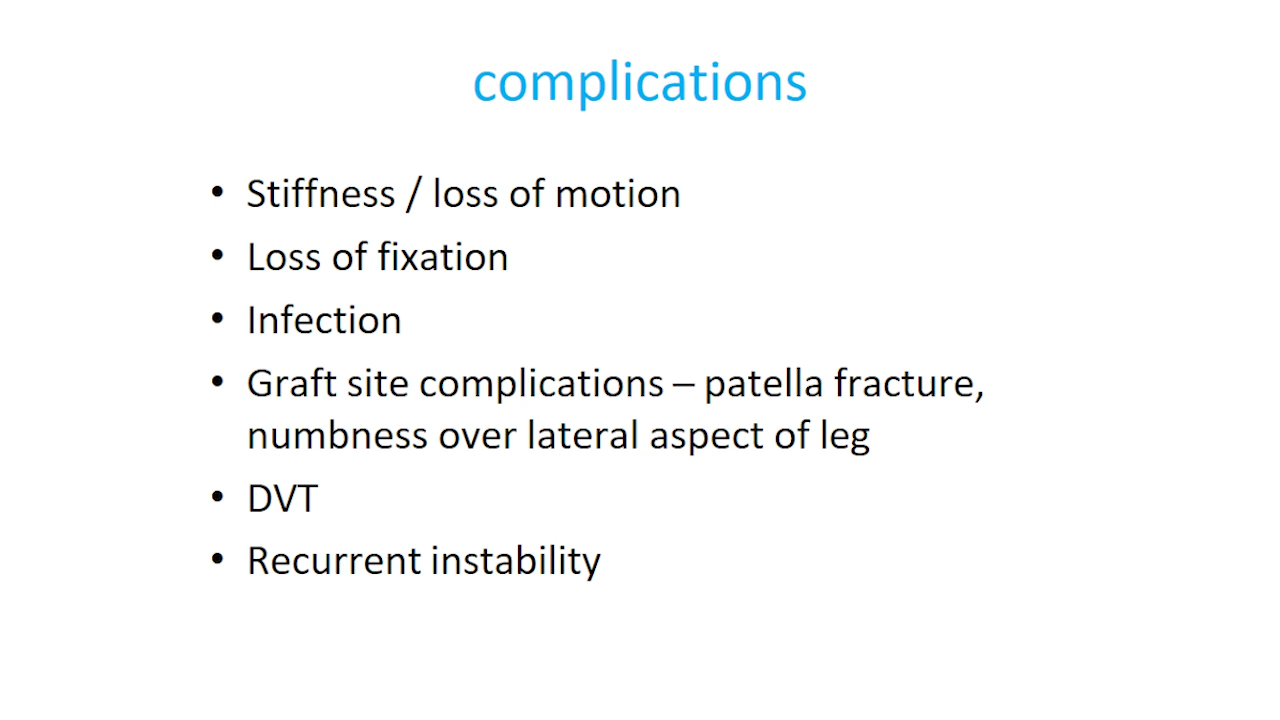 complications
• Stiffness / loss of motion
• Loss of fixation
• Infection
• Graft site complications – patella fracture,
numbness over lateral aspect of leg
• DVT
• Recurrent instability